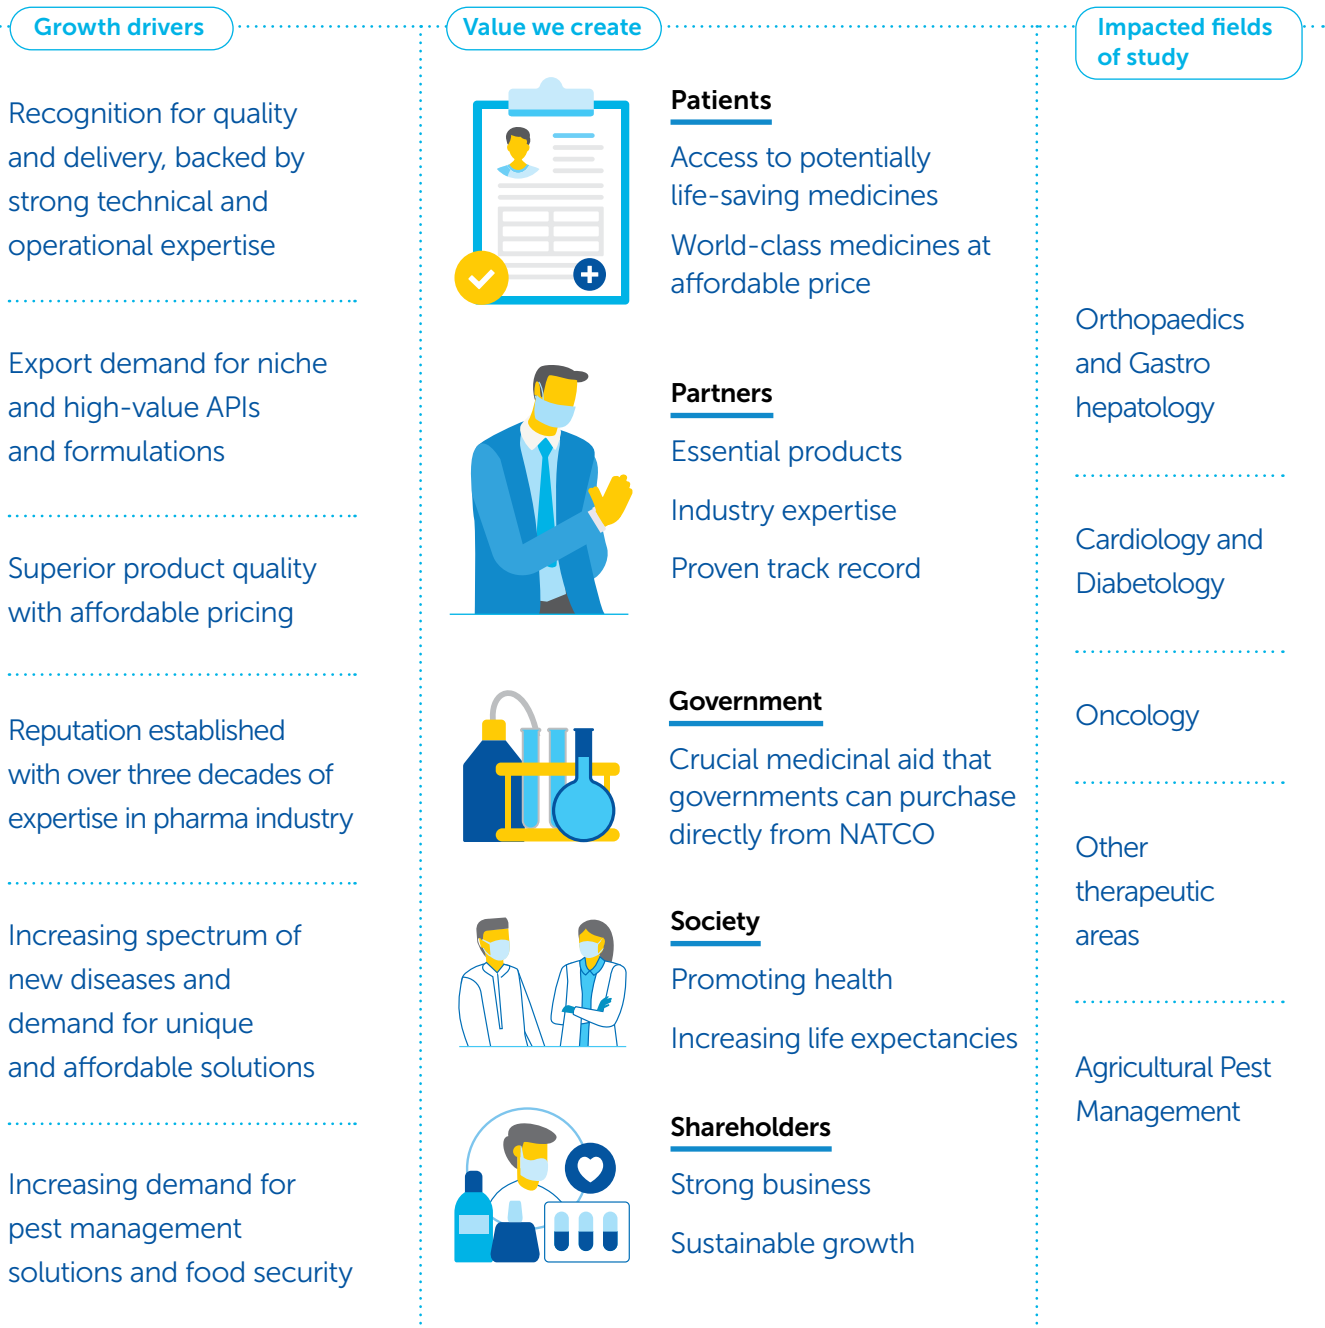 Growth drivers
Recognition for quality
and delivery, backed by
strong technical and
operational expertise
Export demand for niche
and high-value APIs
and formulations
Superior product quality
with affordable pricing
Reputation established
with over three decades of
expertise in pharma industry
Increasing spectrum of
new diseases and
demand for unique
and affordable solutions
Increasing demand for
pest management
solutions and food security
Value we create
Patients
Access to potentially
life-saving medicines
World-class medicines at
affordable price
Partners
Essential products
Industry expertise
Proven track record
Government
Crucial medicinal aid that
governments can purchase
directly from NATCO
Society
Promoting health
Increasing life expectancies
Shareholders
Strong business
Sustainable growth
Impacted fields
of study
Orthopaedics
and Gastro
hepatology
Cardiology and
Diabetology
Oncology
Other
therapeutic
areas
Agricultural Pest
Management